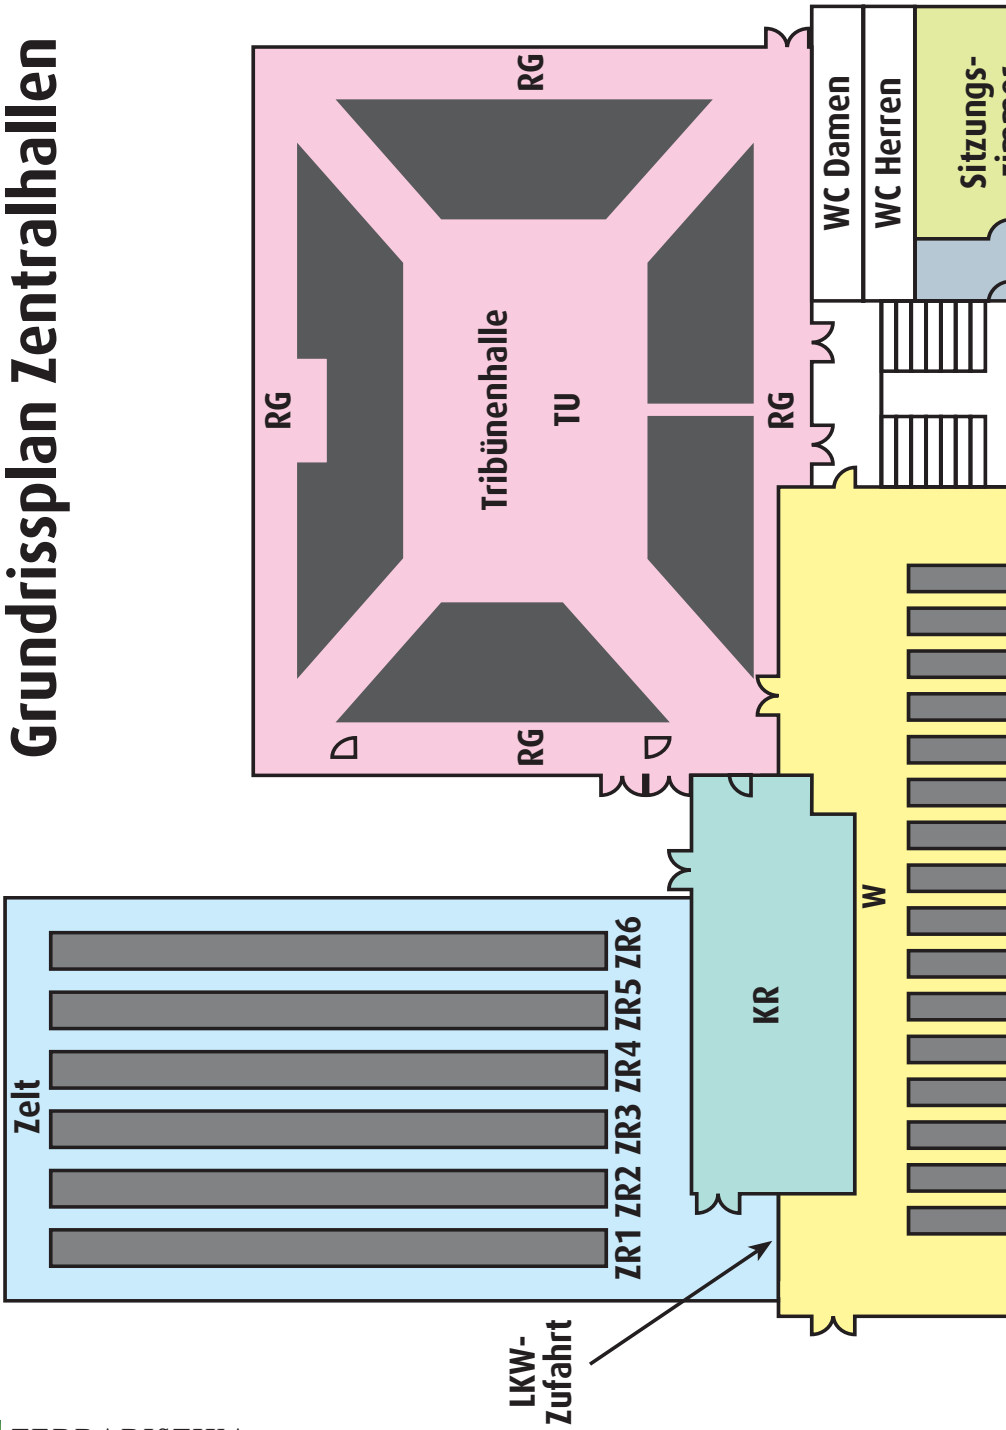 Grundrissplan Zentralhallen
Zelt
ZR1 ZR2 ZR3 ZR4 ZR5 ZR6
LKW-
Zufahrt
KR
W
RG
RG
RG
RG
Tribünenhalle
TU
WC Damen
WC Herren
Sitzungs-